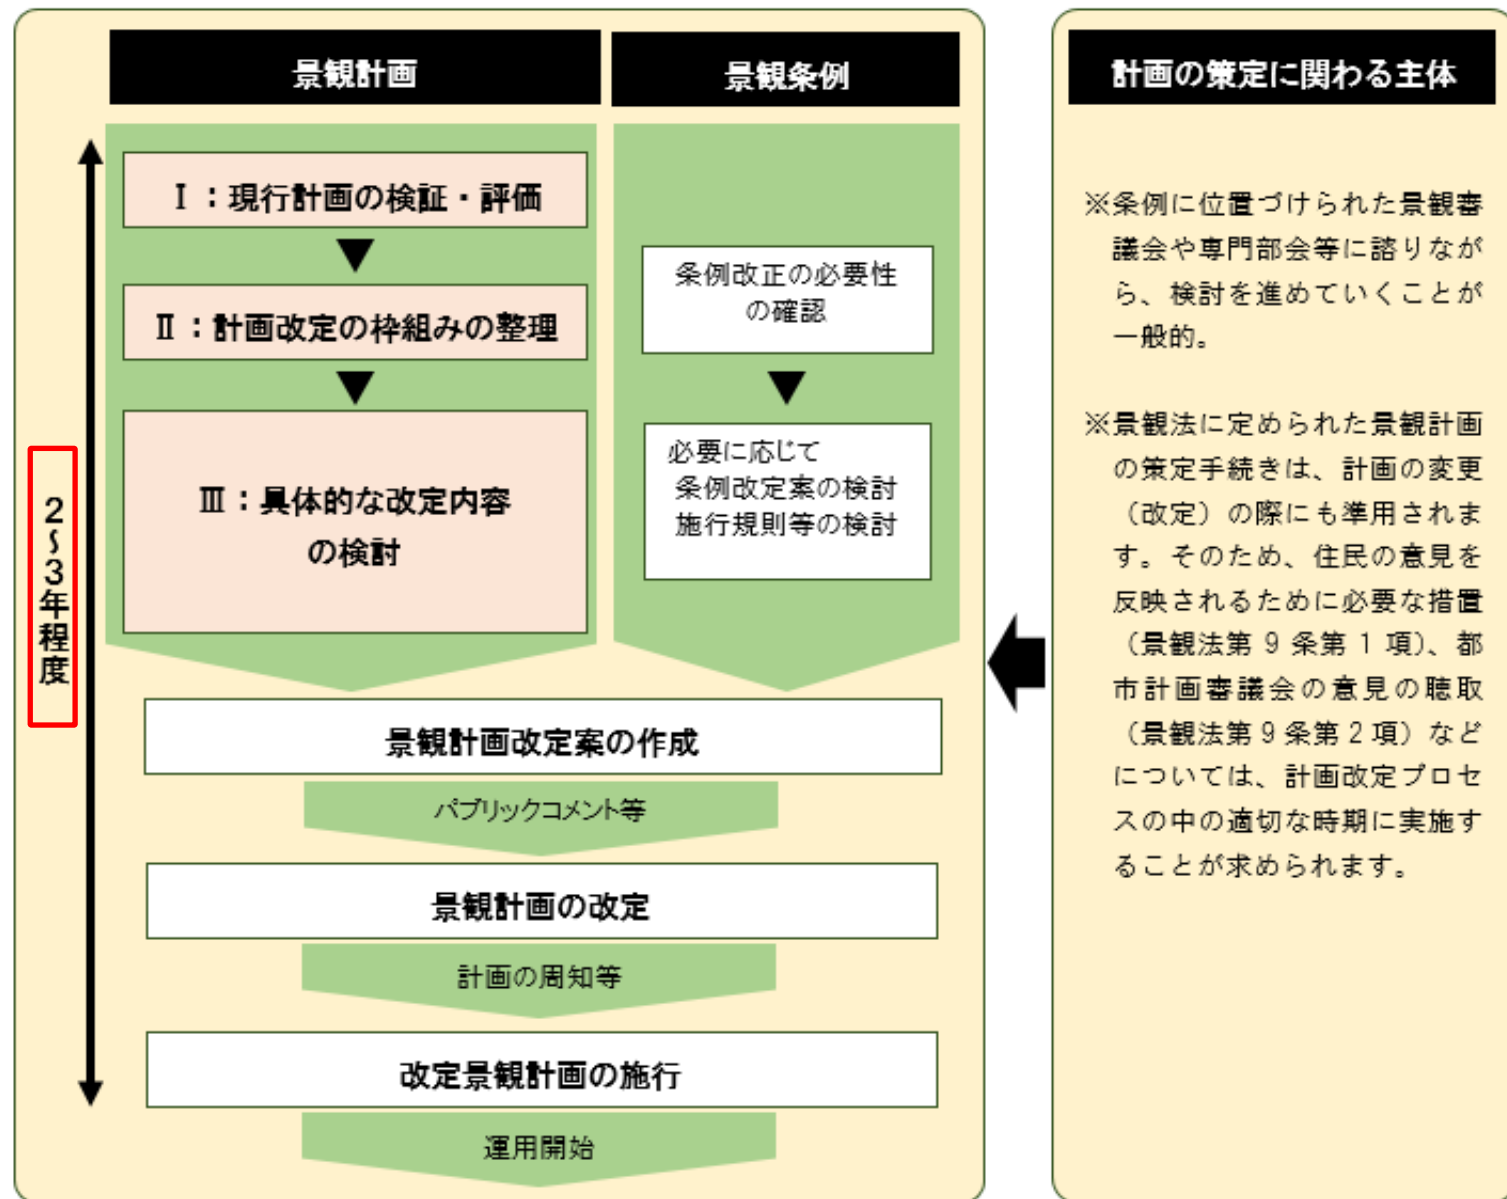 景観計画
景観条例
計画の策定に関わる主体
2~3年程度
Ⅰ：現行計画の検証・評価
▼
Ⅱ：計画改定の枠組みの整理
▼
Ⅲ：具体的な改定内容
の検討
条例改正の必要性
の確認
▼
必要に応じて
条例改定案の検討
施行規則等の検討
景観計画改定案の作成
パブリックコメント等
景観計画の改定
計画の周知等
改定景観計画の施行
運用開始
※条例に位置づけられた景観審
議会や専門部会等に諮りなが
ら、検討を進めていくことが
一般的。
※景観法に定められた景観計画
の策定手続きは、計画の変更
（改定）の際にも準用されま
す。そのため、住民の意見を
反映されるために必要な措置
（景観法第 9 条第 1 項）、都
市計画審議会の意見の聴取
（景観法第 9 条第 2 項）など
については、計画改定プロセ
スの中の適切な時期に実施す
ることが求められます。